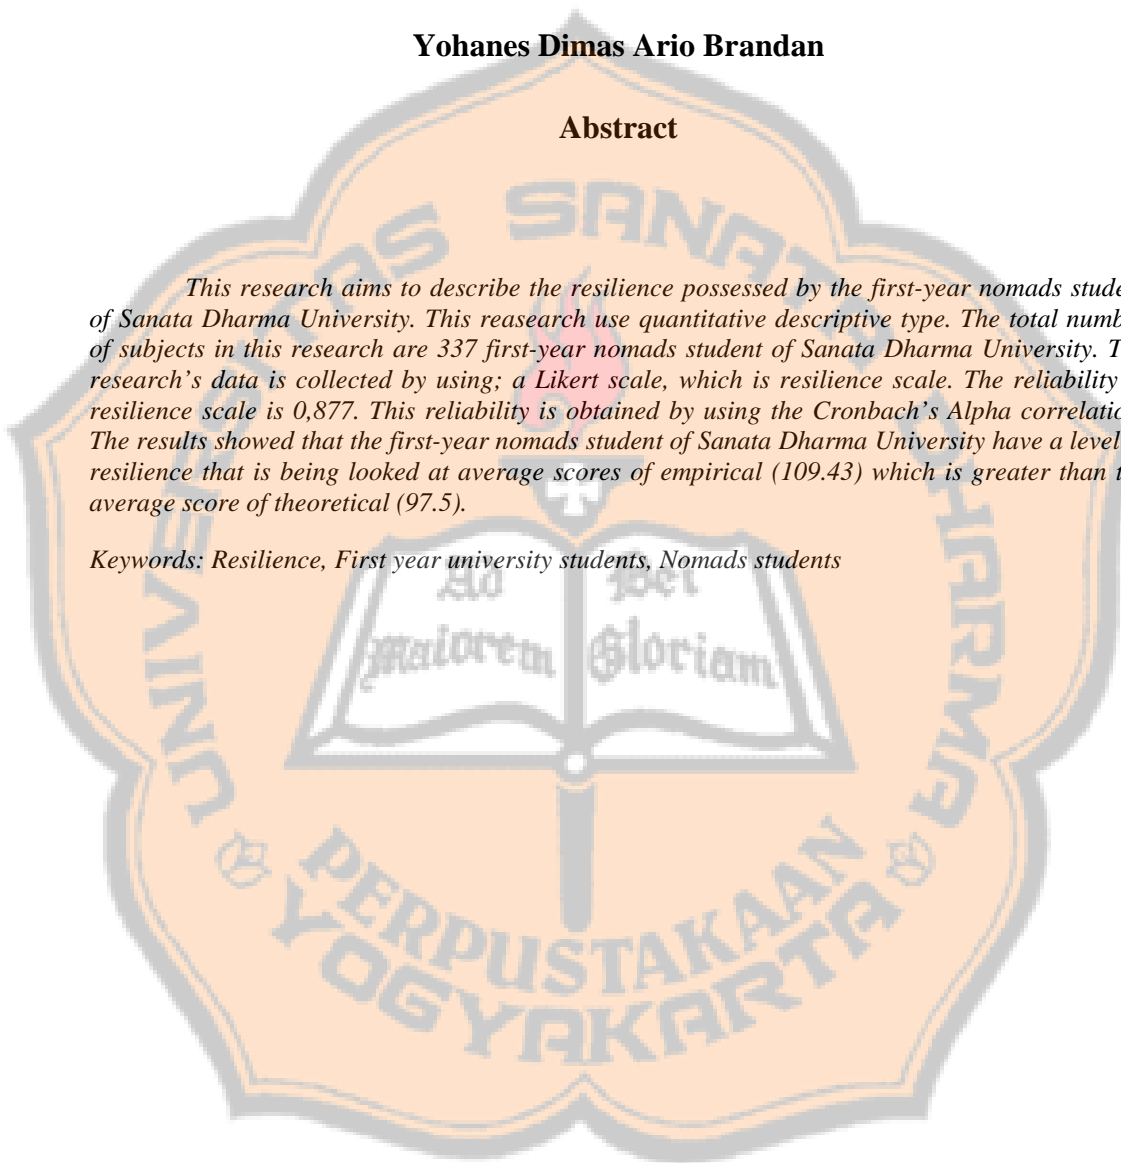 Yohanes Dimas Ario Brandan
Abstract
This research aims to describe the resilience possessed by the first-year nomads stude
of Sanata Dharma University. This reasearch use quantitative descriptive type. The total numb
of subjects in this research are 337 first-year nomads student of Sanata Dharma University. T
research's data is collected by using; a Likert scale, which is resilience scale. The reliability
resilience scale is 0,877. This reliability is obtained by using the Cronbach's Alpha correlatio
The results showed that the first-year nomads student of Sanata Dharma University have a level
resilience that is being looked at average scores of empirical (109.43) which is greater than t
average score of theoretical (97.5).
Keywords: Resilience, First year university students, Nomads students
UNIVERSITAS SANATA DHARMA
Ad Dei
Maiorem Gloriam
PERPUSTAKAAN
YOGYAKARTA